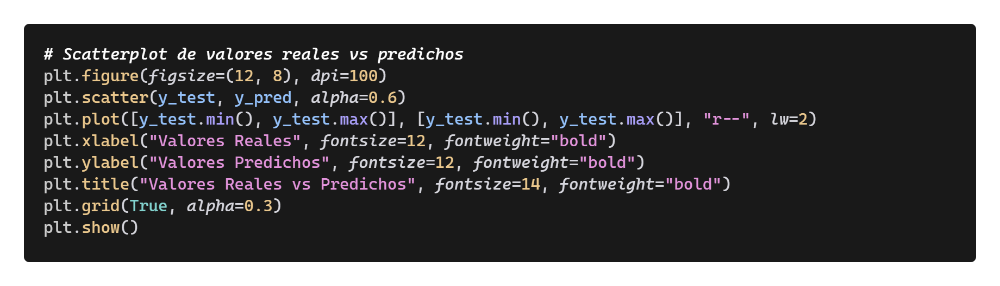 # Scatterplot de valores reales vs predichos
plt.figure(figsize=(12, 8), dpi=100)
plt.scatter(y_test, y_pred, alpha=0.6)
plt.plot([y_test.min(), y_test.max()], [y_test.min(), y_test.max()], "r--", lw=2)
plt.xlabel("Valores Reales", fontsize=12, fontweight="bold")
plt.ylabel("Valores Predichos", fontsize=12, fontweight="bold")
plt.title("Valores Reales vs Predichos", fontsize=14, fontweight="bold")
plt.grid(True, alpha=0.3)
plt.show()